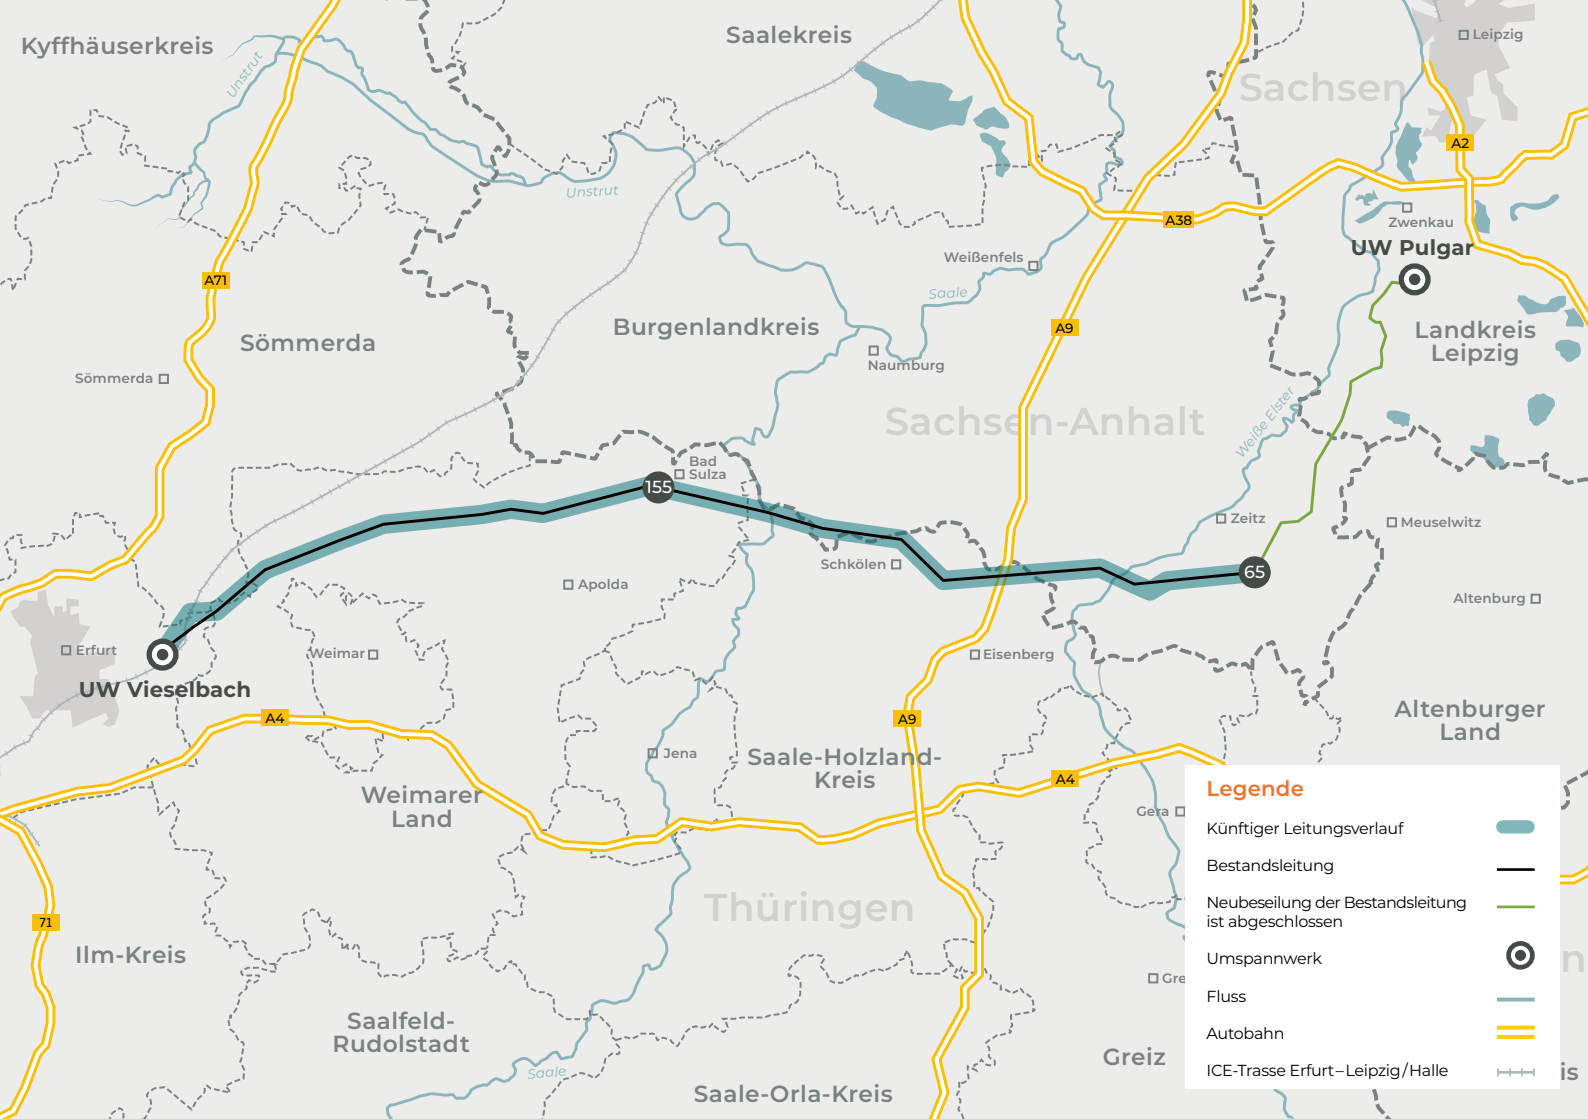 Kyffhäuserkreis
Saalekreis
Leipzig
Unstrut
Sachsen
A2
Unstrut
A38
Zwenkau
UW Pulgar
Weißenfels
A71
Saale
Burgenlandkreis
A9
Landkreis
Leipzig
Sömmerda
Naumburg
Sömmerda
Sachsen-Anhalt
Weiße Elster
Bad
Sulza
155
Zeitz
Meuselwitz
Schkölen
65
Apolda
Altenburg
Erfurt
Weimar
Eisenberg
UW Vieselbach
A4
A9
Altenburger
Land
Jena
Saale-Holzland-
Kreis
A4
Weimarer
Land
Gera
Thüringen
71
Ilm-Kreis
Gre
n
Saalfeld-
Rudolstadt
Greiz
Saale
Saale-Orla-Kreis
is
Legende
Künftiger Leitungsverlauf
Bestandsleitung
Neubeseilung der Bestandsleitung
ist abgeschlossen
Umspannwerk
Fluss
Autobahn
ICE-Trasse Erfurt–Leipzig/Halle